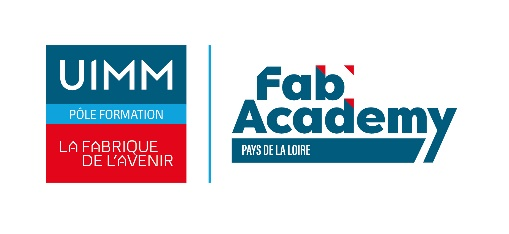 UIMM
PÔLE FORMATION
LA FABRIQUE
DE L'AVENIR
Fab'
Academy
PAYS DE LA LOIRE